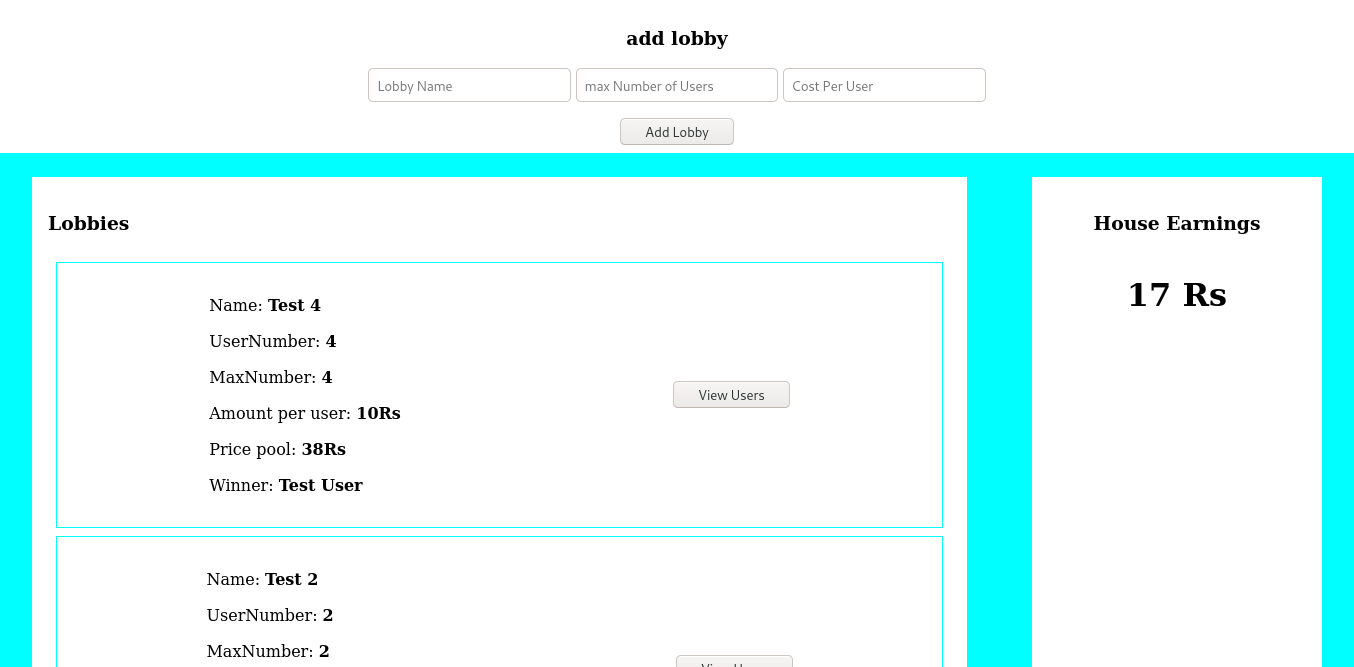 add lobby
Lobby Name
max Number of Users
Cost Per User
Add Lobby
Lobbies
Name: Test 4
UserNumber: 4
MaxNumber: 4
Amount per user: 10Rs
Price pool: 38Rs
Winner: Test User
View Users
Name: Test 2
UserNumber: 2
MaxNumber: 2
House Earnings
17 Rs